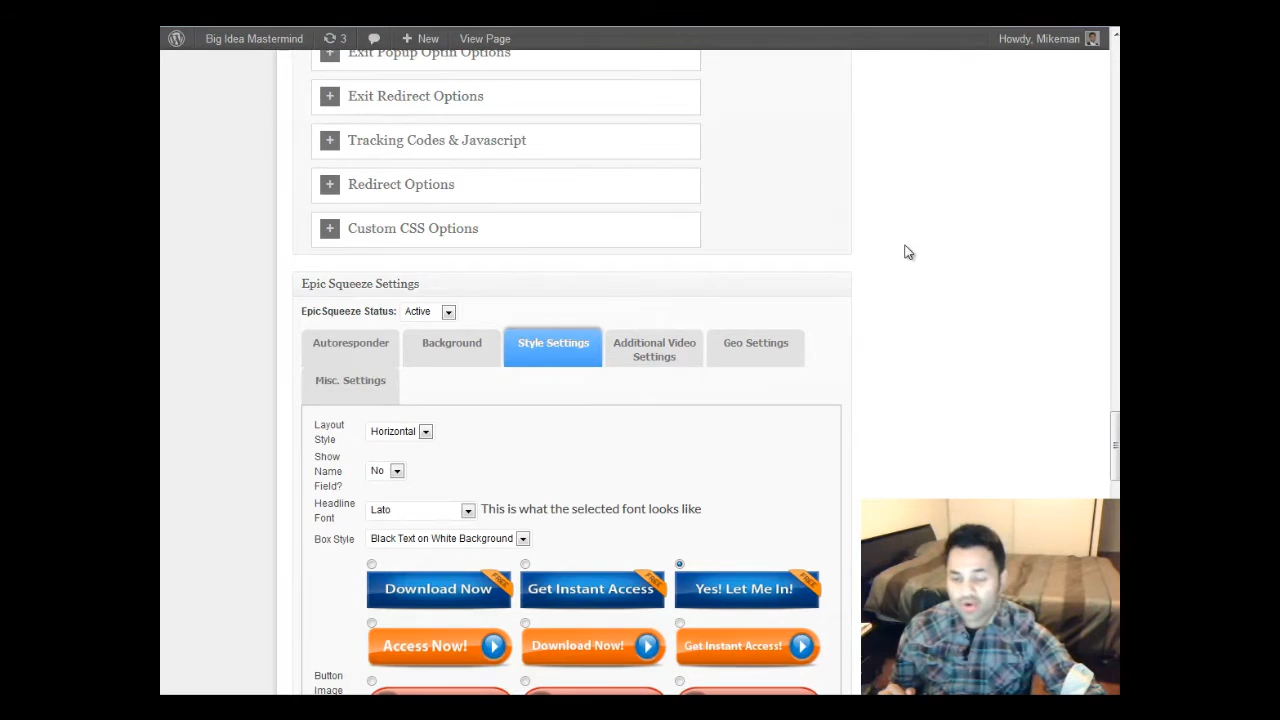 Big Idea Mastermind 3 New View Page Howdy, Mikeman
Exit Popup Optin Options
Exit Redirect Options
Tracking Codes & Javascript
Redirect Options
Custom CSS Options
Epic Squeeze Settings
EpicSqueeze Status: Active
Autoresponder Background Style Settings Additional Video Settings Geo Settings
Misc. Settings
Layout Style Horizontal
Show Name Field? No
Headline Font Lato This is what the selected font looks like
Box Style Black Text on White Background
Download Now FREE Get Instant Access FREE Yes! Let Me In! FREE
Access Now! Download Now! Get Instant Access!
Button Image